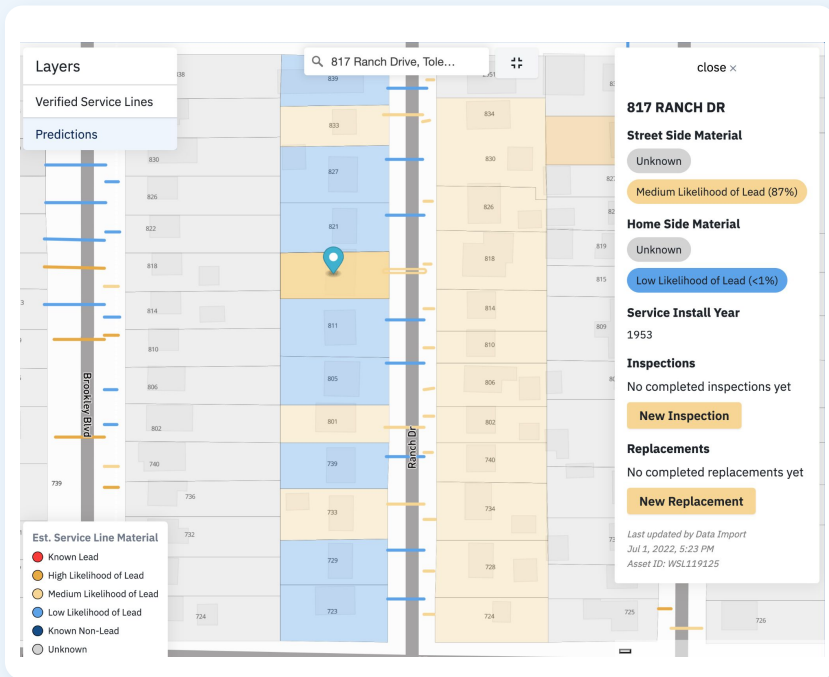 Layers
Verified Service Lines
Predictions
817 Ranch Drive, Tole...
close ×
817 RANCH DR
Street Side Material
Unknown
Medium Likelihood of Lead (87%)
Home Side Material
Unknown
Low Likelihood of Lead (<1%)
Service Install Year
1953
Inspections
No completed inspections yet
New Inspection
Replacements
No completed replacements yet
New Replacement
Last updated by Data Import
Jul 1, 2022, 5:23 PM
Asset ID: WSL119125
Est. Service Line Material
Known Lead
High Likelihood of Lead
Medium Likelihood of Lead
Low Likelihood of Lead
Known Non-Lead
Unknown
Brookley Blvd
Ranch Dr
830
826
822
818
814
810
806
802
740
739
736
732
724
839
833
827
821
811
805
801
739
733
729
723
834
830
826
818
814
810
806
802
740
734
728
724
819
815
809
725
726